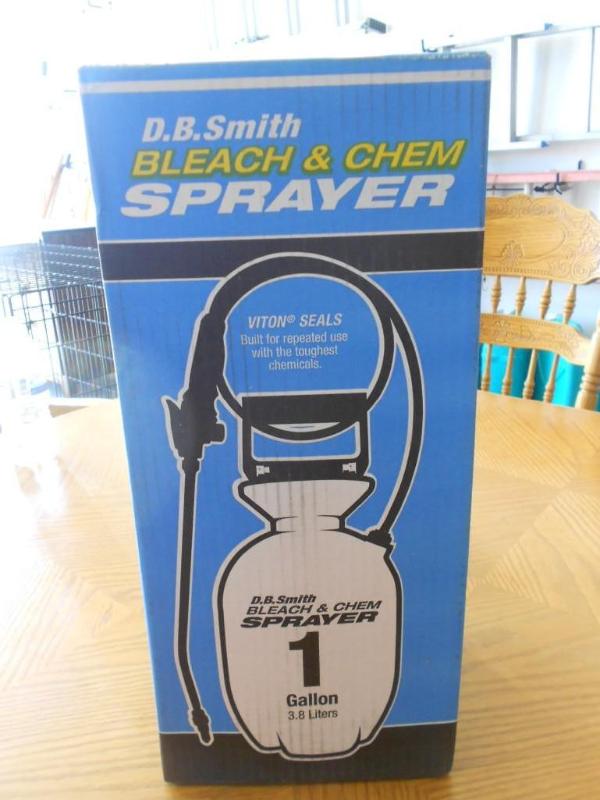 D.B.Smith
BLEACH & CHEM
SPRAYER
VITON® SEALS
Built for repeated use
with the toughest
chemicals.
D.B.Smith
BLEACH & CHEM
SPRAYER
1
Gallon
3.8 Liters